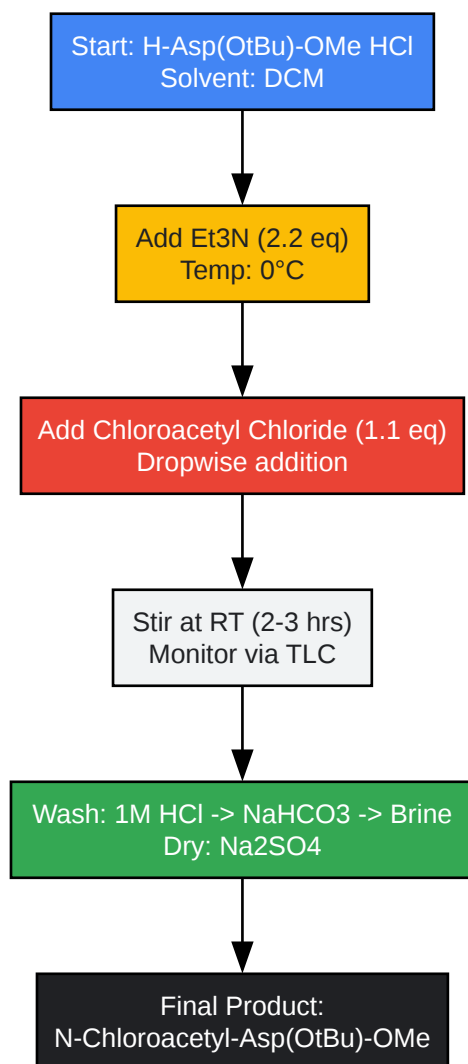 Start: H-Asp(OtBu)-OMe HCl
Solvent: DCM
Add Et3N (2.2 eq)
Temp: 0°C
Add Chloroacetyl Chloride (1.1 eq)
Dropwise addition
Stir at RT (2-3 hrs)
Monitor via TLC
Wash: 1M HCl -> NaHCO3 -> Brine
Dry: Na2SO4
Final Product:
N-Chloroacetyl-Asp(OtBu)-OMe